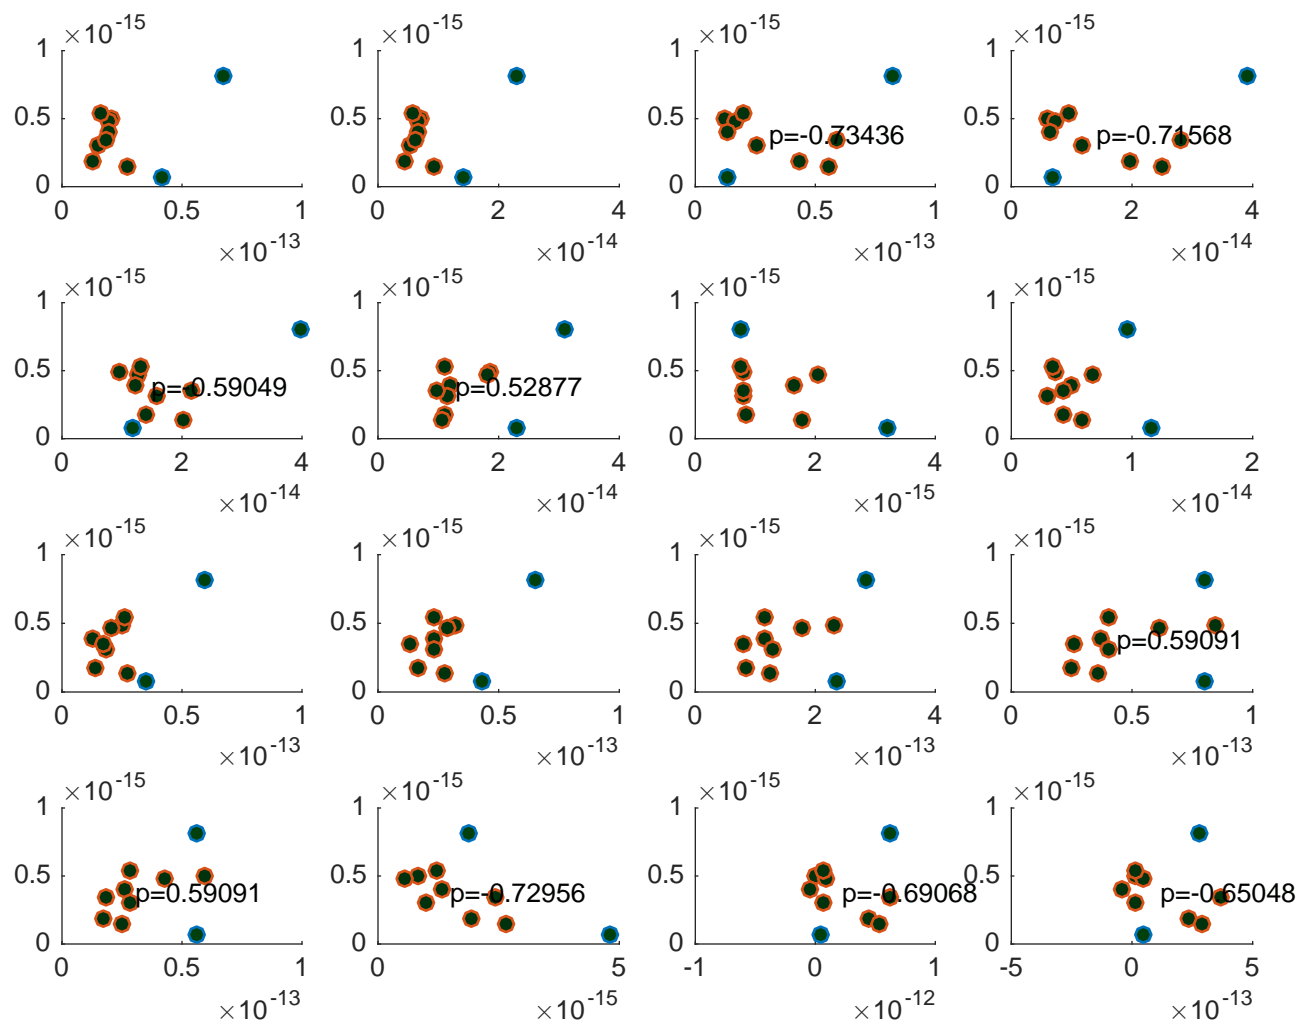 ×10-15 ×10-15 ×10-15 ×10-15
1 1 1 1
0.5 0.5 0.5 0.5
p=-0.73436 p=-0.71568
0 0 0 0
0 0.5 1 0 2 4 0 0.5 1 0 2 4
×10-13 ×10-14 ×10-13 ×10-14
×10-15 ×10-15 ×10-15 ×10-15
1 1 1 1
0.5 0.5 0.5 0.5
p=-0.59049 p=0.52877
0 0 0 0
0 2 4 0 2 4 0 2 4 0 1 2
×10-14 ×10-14 ×10-15 ×10-14
×10-15 ×10-15 ×10-15 ×10-15
1 1 1 1
0.5 0.5 0.5 0.5
p=0.59091
0 0 0 0
0 0.5 1 0 0.5 1 0 2 4 0 0.5 1
×10-13 ×10-13 ×10-13 ×10-13
×10-15 ×10-15 ×10-15 ×10-15
1 1 1 1
0.5 0.5 0.5 0.5
p=0.59091 p=-0.72956 p=-0.69068 p=-0.65048
0 0 0 0
0 0.5 1 0 5 -1 0 1 -5 0 5
×10-13 ×10-15 ×10-12 ×10-13